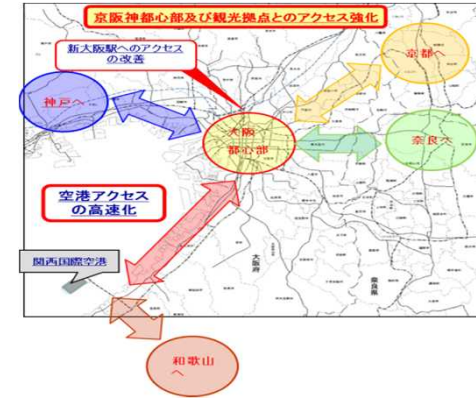 京阪神都心部及び観光拠点とのアクセス強化
新大阪駅へのアクセス
の改善
京都へ
神戸へ
大阪
都心部
奈良へ
空港アクセス
の高速化
関西国際空港
大阪府
奈良県
和歌山
へ